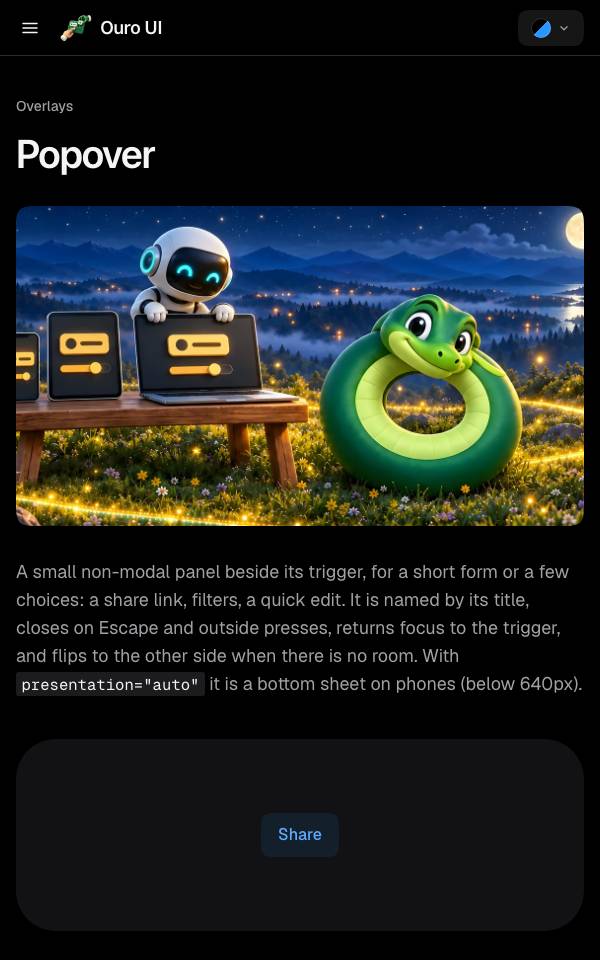 Ouro UI
Overlays
Popover
A small non-modal panel beside its trigger, for a short form or a few
choices: a share link, filters, a quick edit. It is named by its title,
closes on Escape and outside presses, returns focus to the trigger,
and flips to the other side when there is no room. With
presentation="auto" it is a bottom sheet on phones (below 640px).
Share